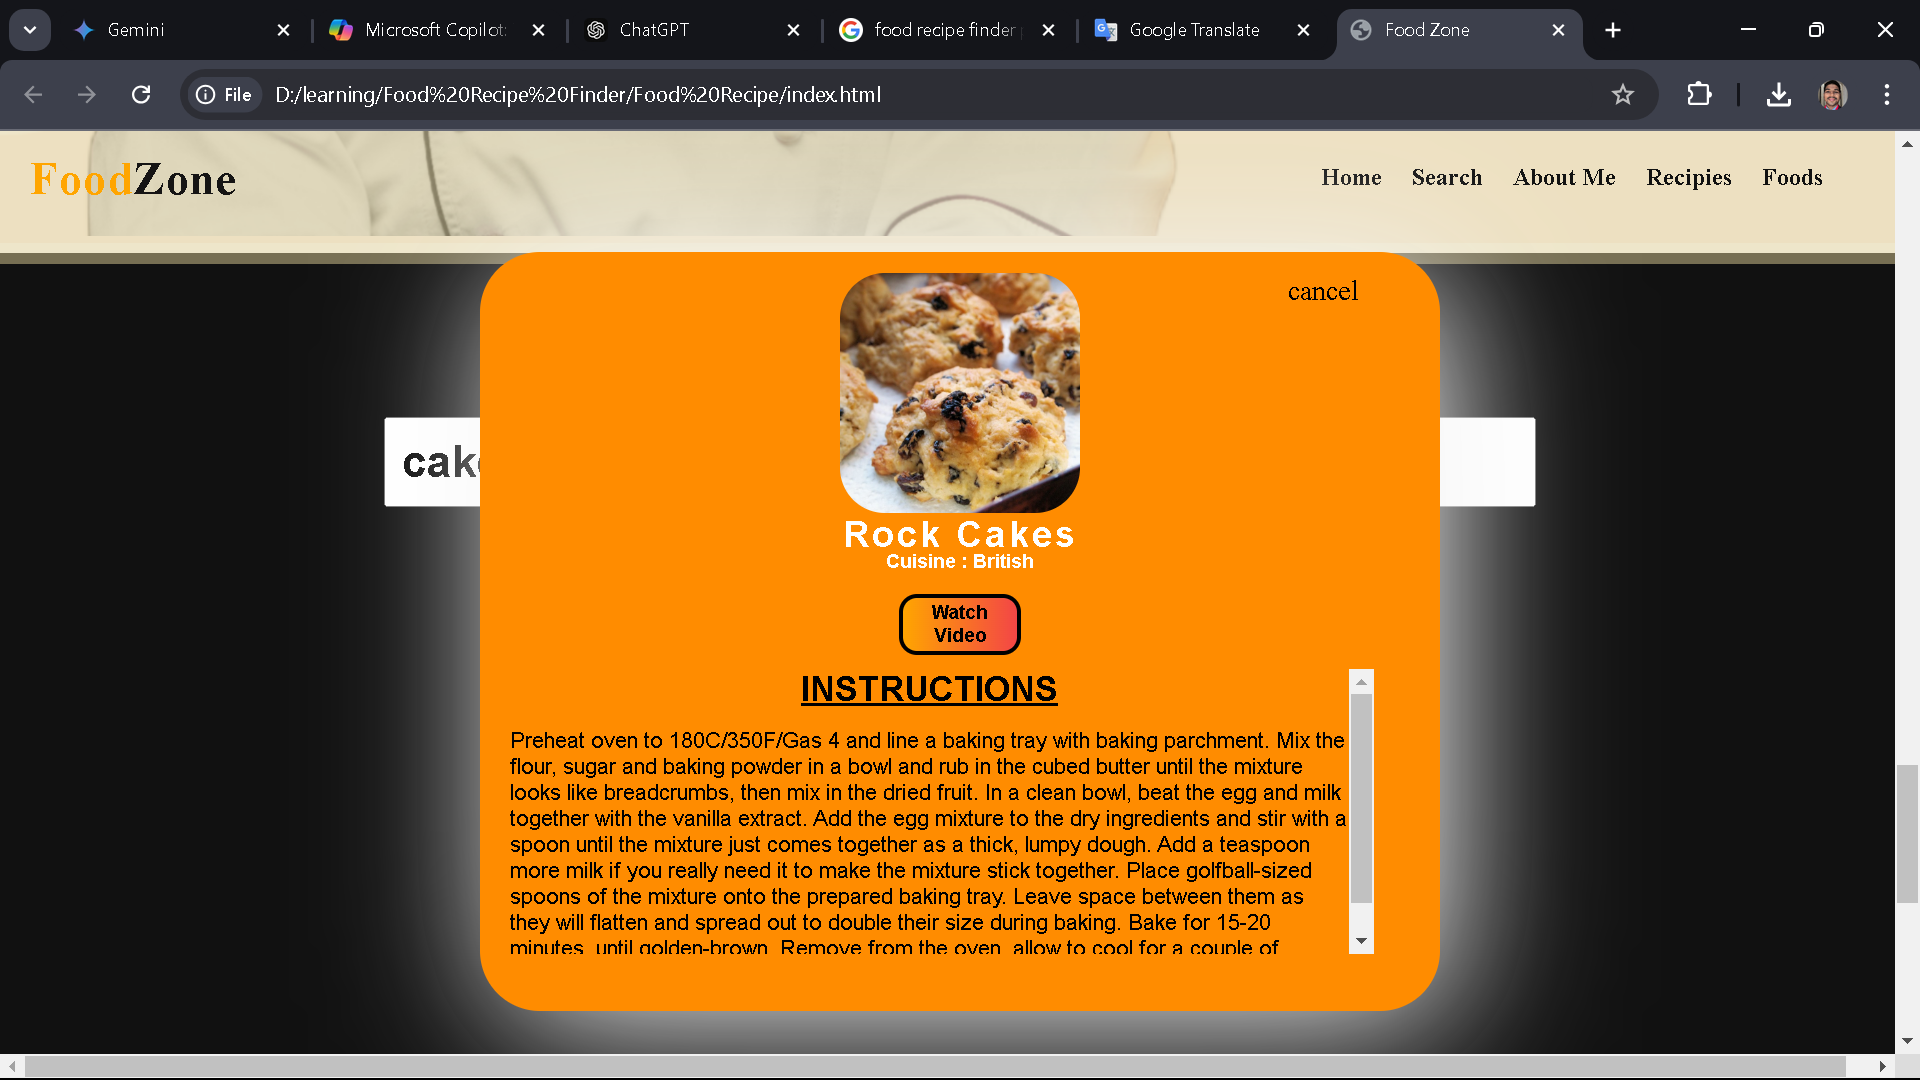 Gemini
Microsoft Copilot:
ChatGPT
food recipe finder
Google Translate
Food Zone
File
D:/learning/Food%20Recipe%20Finder/Food%20Recipe/index.html
FoodZone
Home
Search
About Me
Recipies
Foods
cancel
cake
Rock Cakes
Cuisine : British
Watch
Video
INSTRUCTIONS
Preheat oven to 180C/350F/Gas 4 and line a baking tray with baking parchment. Mix the
flour, sugar and baking powder in a bowl and rub in the cubed butter until the mixture
looks like breadcrumbs, then mix in the dried fruit. In a clean bowl, beat the egg and milk
together with the vanilla extract. Add the egg mixture to the dry ingredients and stir with a
spoon until the mixture just comes together as a thick, lumpy dough. Add a teaspoon
more milk if you really need it to make the mixture stick together. Place golfball-sized
spoons of the mixture onto the prepared baking tray. Leave space between them as
they will flatten and spread out to double their size during baking. Bake for 15-20
minutes, until golden-brown. Remove from the oven, allow to cool for a couple of